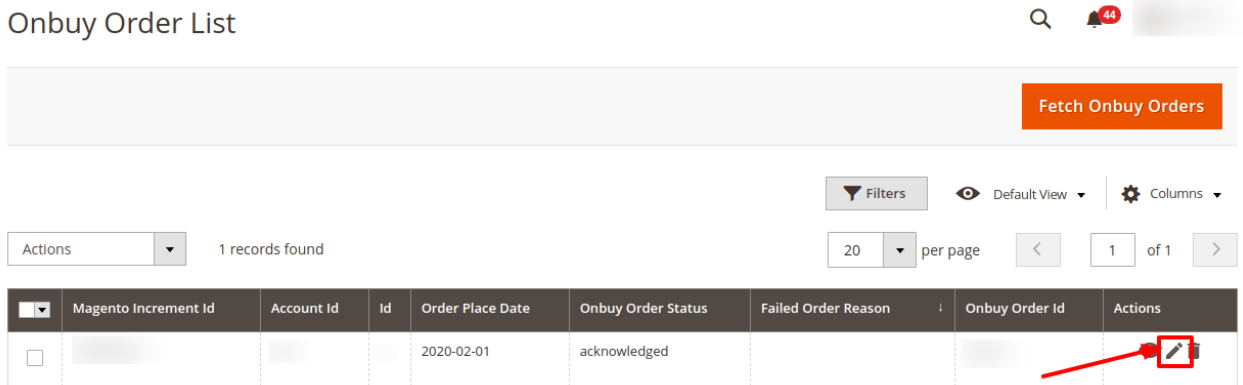 Onbuy Order List
44
Fetch Onbuy Orders
Filters Default View Columns
Actions 1 records found 20 per page 1 of 1
Magento Increment Id Account Id Id Order Place Date Onbuy Order Status Failed Order Reason ↓ Onbuy Order Id Actions
2020-02-01 acknowledged